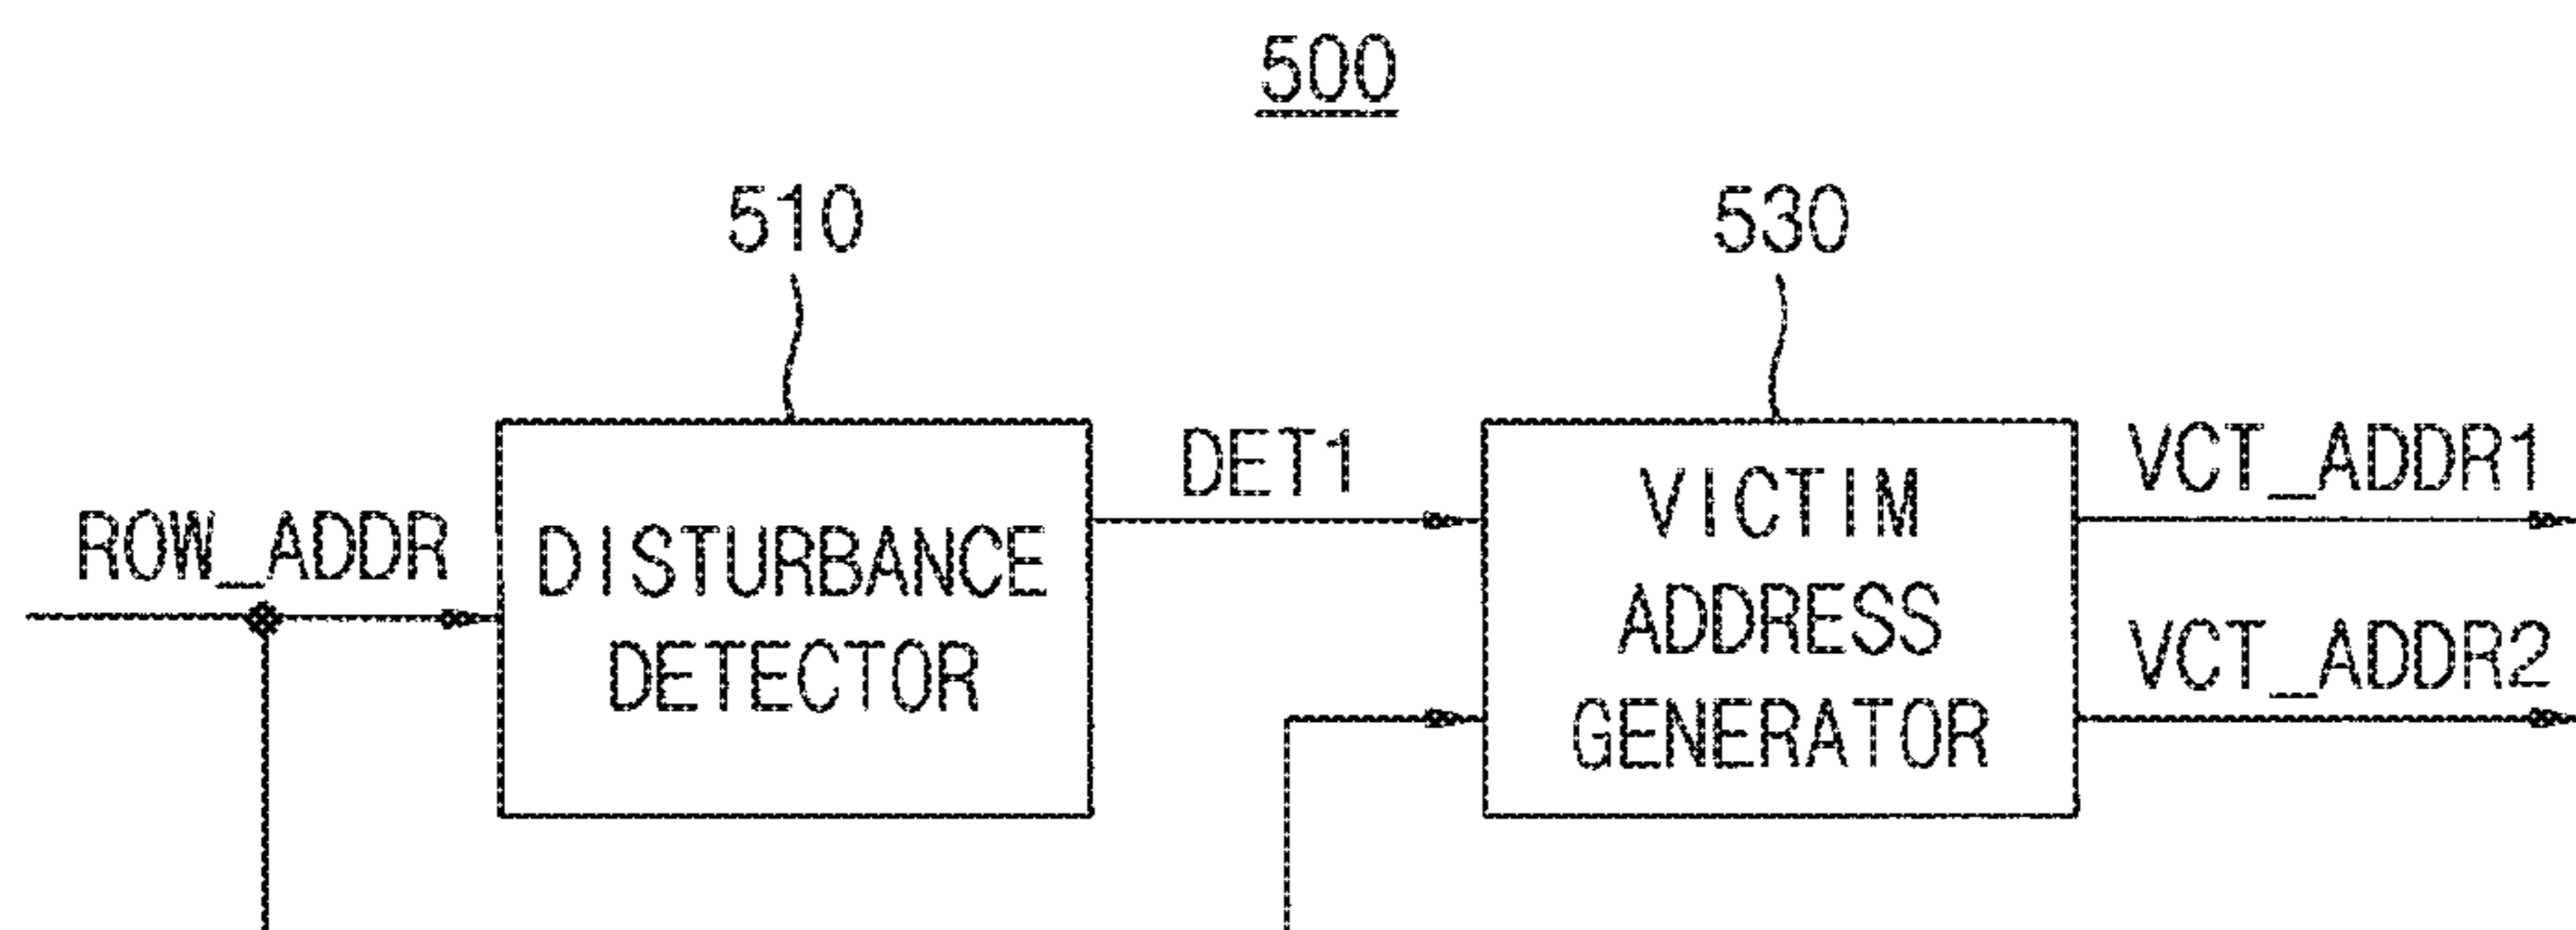 500
510
530
ROW_ADDR
DISTURBANCE
DETECTOR
DET1
VICTIM
ADDRESS
GENERATOR
VCT_ADDR1
VCT_ADDR2